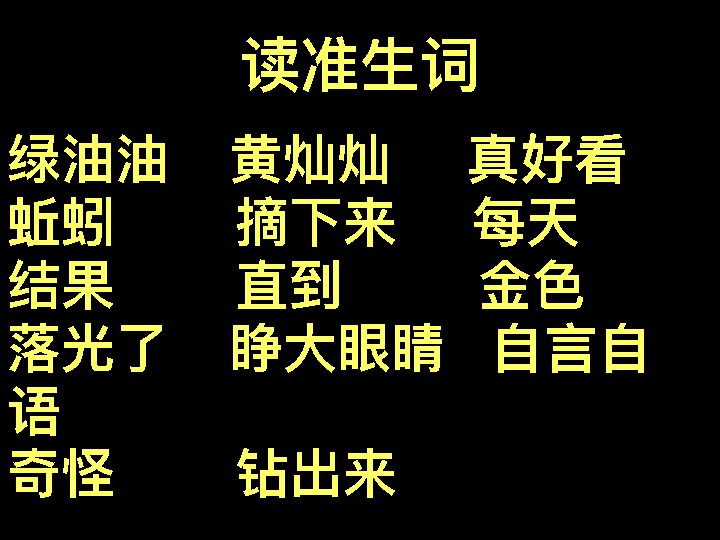 读准生词
绿油油 黄灿灿 真好看
蚯蚓 摘下来 每天
结果 直到 金色
落光了 睁大眼睛 自言自
语
奇怪 钻出来